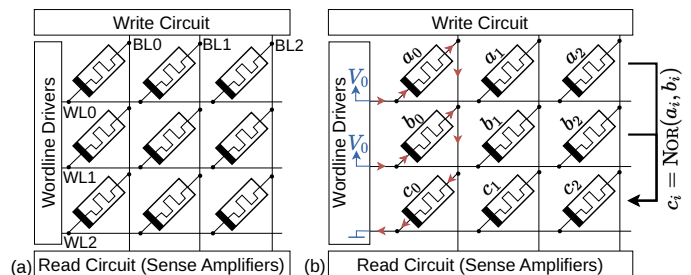 Write Circuit
BL0
BL1
BL2
Wordline Drivers
WL0
WL1
WL2
Read Circuit (Sense Amplifiers)
(a)
Write Circuit
Wordline Drivers
V₀
a₀
a₁
a₂
V₀
b₀
b₁
b₂
c₀
c₁
c₂
cᵢ = NOR(aᵢ, bᵢ)
Read Circuit (Sense Amplifiers)
(b)